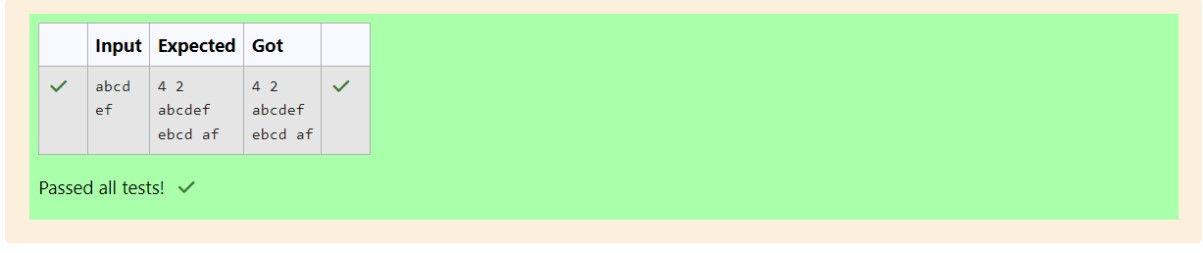 Input Expected Got
abcd 4 2 4 2
ef abcdef abcdef
ebcd af ebcd af
Passed all tests!